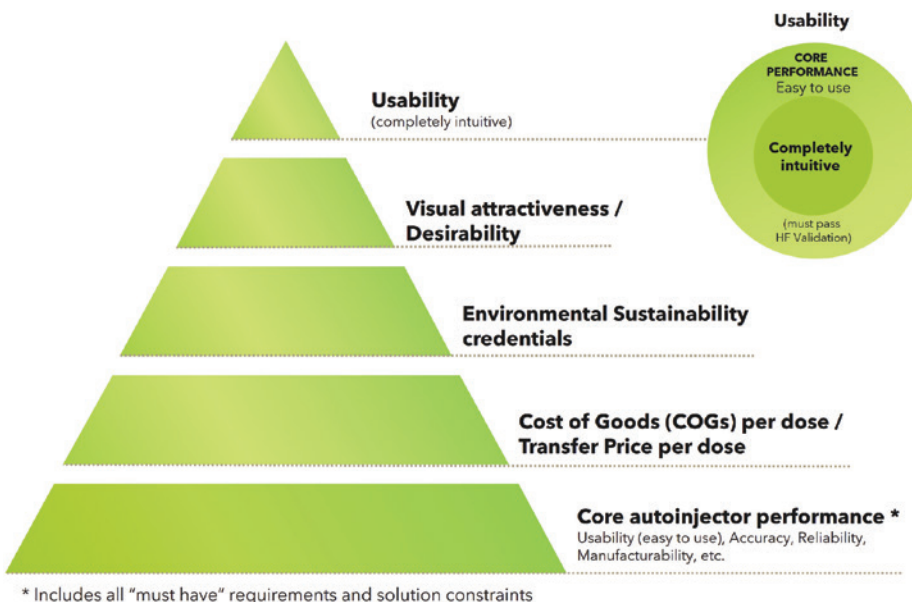 Usability
CORE
PERFORMANCE
Easy to use
Completely
intuitive
(must pass
HF Validation)
Usability
(completely intuitive)
Visual attractiveness /
Desirability
Environmental Sustainability
credentials
Cost of Goods (COGs) per dose /
Transfer Price per dose
Core autoinjector performance *
Usability (easy to use), Accuracy, Reliability,
Manufacturability, etc.
* Includes all “must have” requirements and solution constraints